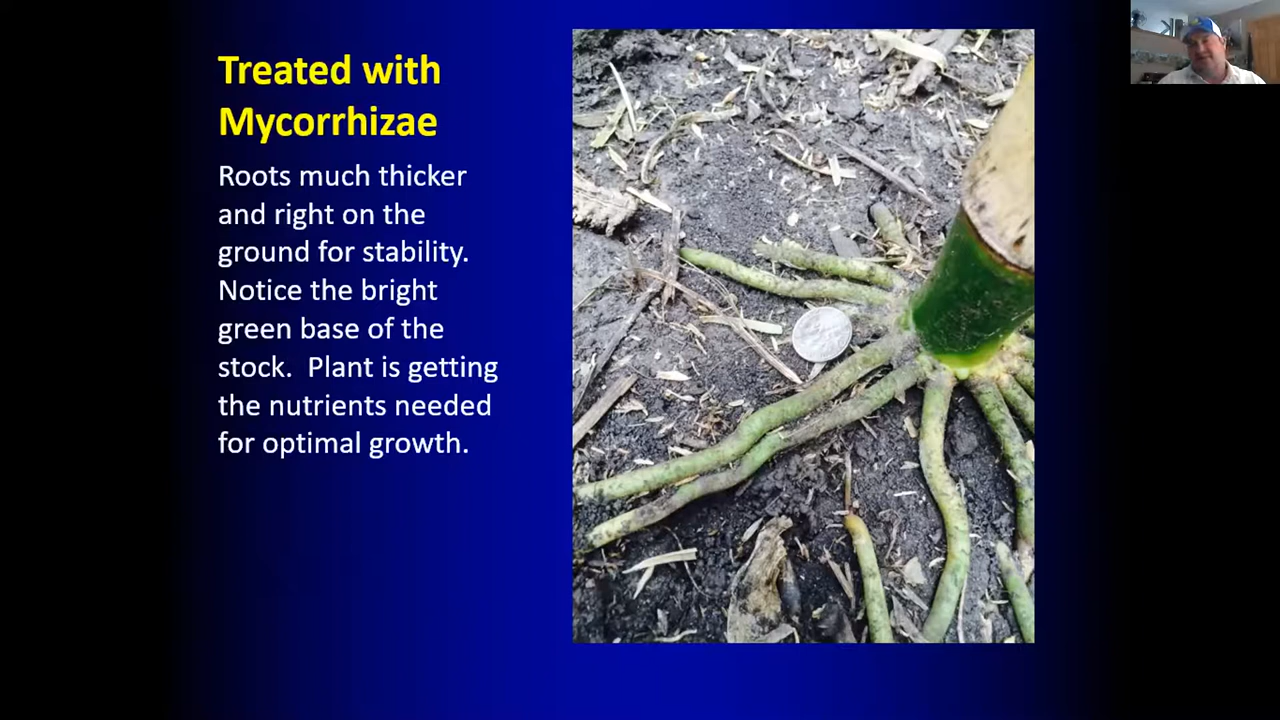 Treated with
Mycorrhizae
Roots much thicker
and right on the
ground for stability.
Notice the bright
green base of the
stock.  Plant is getting
the nutrients needed
for optimal growth.